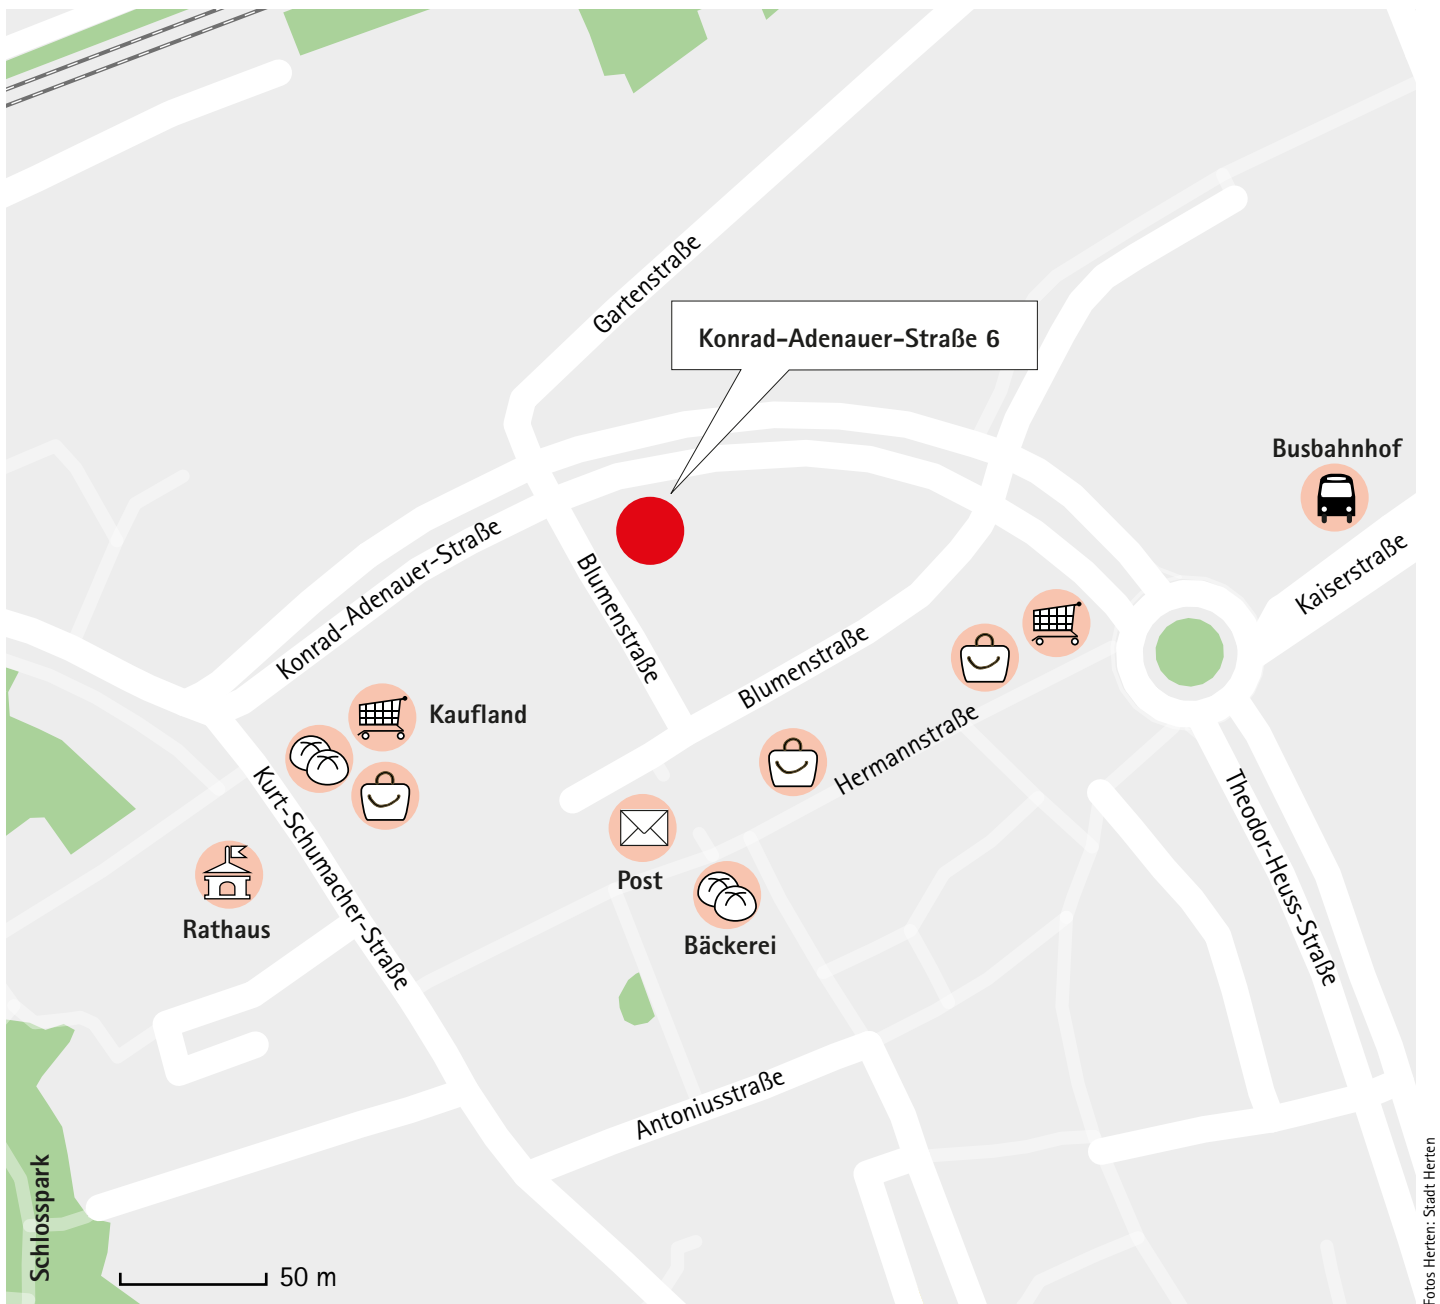 Gartenstraße
Konrad-Adenauer-Straße 6
Busbahnhof
Kaiserstraße
Konrad-Adenauer-Straße
Blumenstraße
Blumenstraße
Kaufland
Hermannstraße
Kurt-Schumacher-Straße
Theodor-Heuss-Straße
Post
Rathaus
Bäckerei
Antoniusstraße
Schlosspark
50 m
Fotos Herten: Stadt Herten